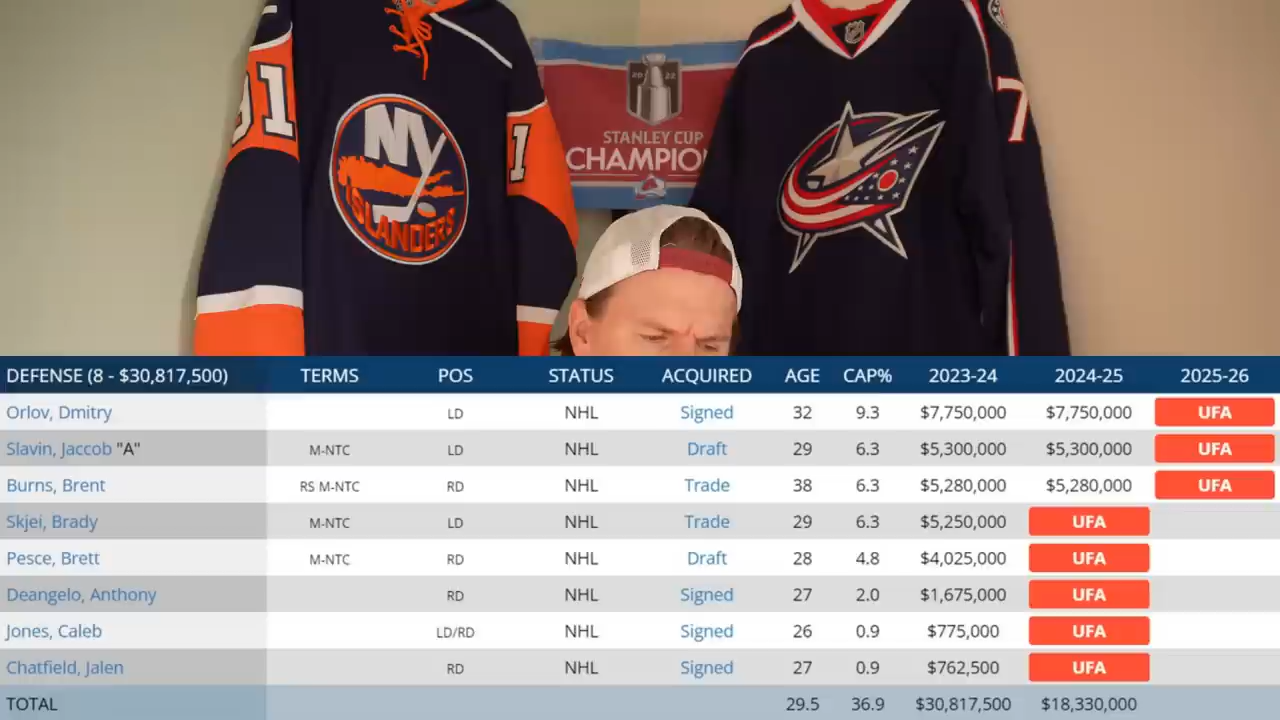 91
1
7
NY
ISLANDERS
NHL
2022
STANLEY CUP
CHAMPIO
DEFENSE (8 - $30,817,500) TERMS POS STATUS ACQUIRED AGE CAP% 2023-24 2024-25 2025-26
Orlov, Dmitry LD NHL Signed 32 9.3 $7,750,000 $7,750,000 UFA
Slavin, Jaccob "A" M-NTC LD NHL Draft 29 6.3 $5,300,000 $5,300,000 UFA
Burns, Brent RS M-NTC RD NHL Trade 38 6.3 $5,280,000 $5,280,000 UFA
Skjei, Brady M-NTC LD NHL Trade 29 6.3 $5,250,000 UFA
Pesce, Brett M-NTC RD NHL Draft 28 4.8 $4,025,000 UFA
Deangelo, Anthony RD NHL Signed 27 2.0 $1,675,000 UFA
Jones, Caleb LD/RD NHL Signed 26 0.9 $775,000 UFA
Chatfield, Jalen RD NHL Signed 27 0.9 $762,500 UFA
TOTAL 29.5 36.9 $30,817,500 $18,330,000